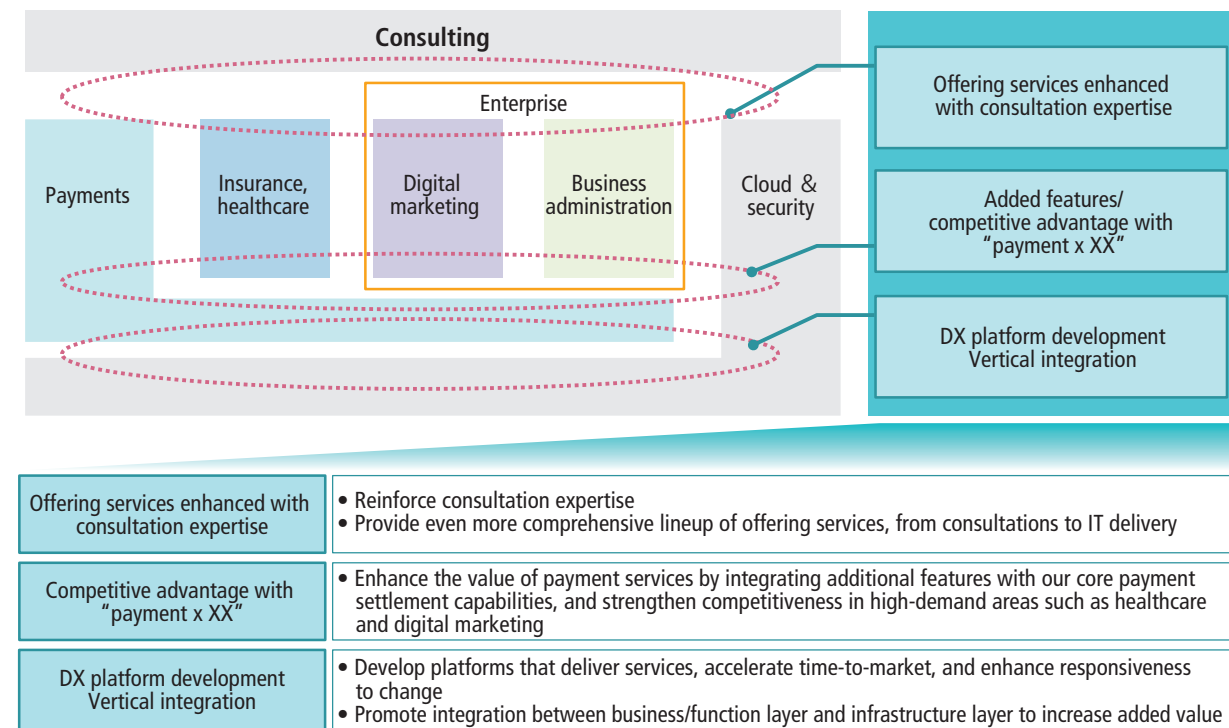 Consulting
Enterprise
Payments
Insurance,
healthcare
Digital
marketing
Business
administration
Cloud &
security
Offering services enhanced
with consultation expertise
Added features/
competitive advantage with
“payment x XX”
DX platform development
Vertical integration
Offering services enhanced with
consultation expertise
• Reinforce consultation expertise
• Provide even more comprehensive lineup of offering services, from consultations to IT delivery
Competitive advantage with
“payment x XX”
• Enhance the value of payment services by integrating additional features with our core payment
settlement capabilities, and strengthen competitiveness in high-demand areas such as healthcare
and digital marketing
DX platform development
Vertical integration
• Develop platforms that deliver services, accelerate time-to-market, and enhance responsiveness
to change
• Promote integration between business/function layer and infrastructure layer to increase added value